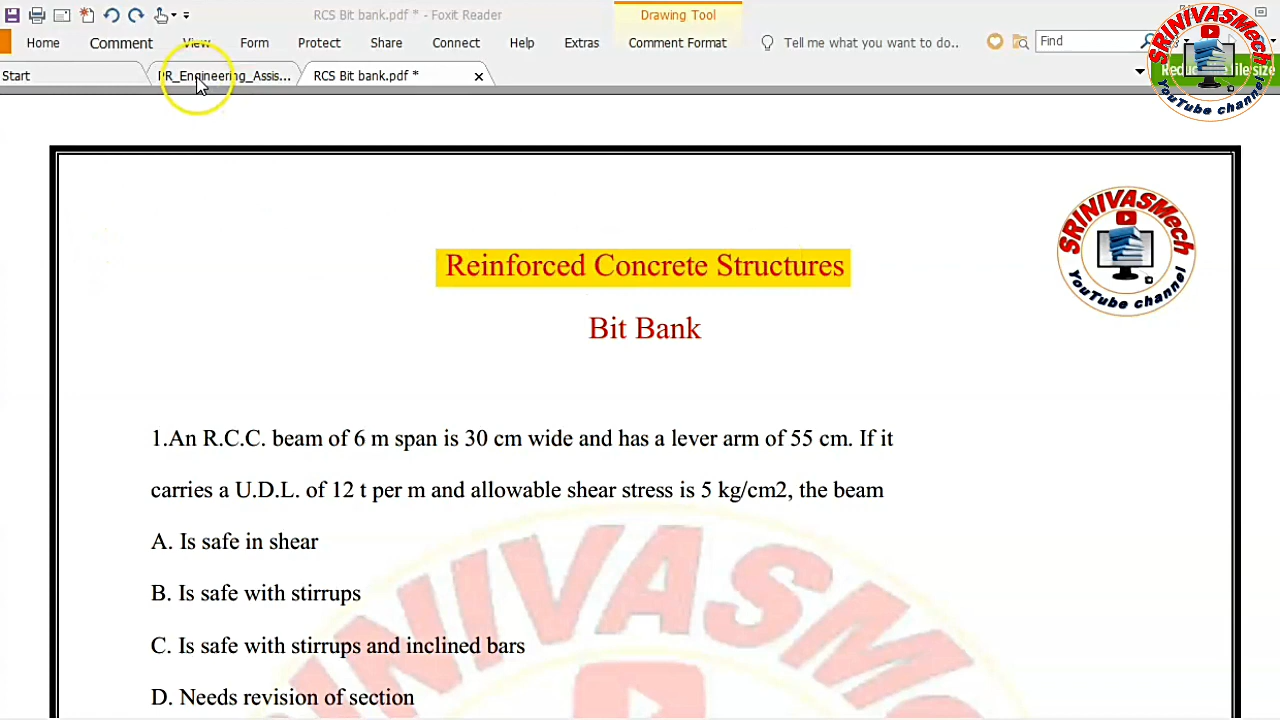 RCS Bit bank.pdf * - Foxit Reader
Drawing Tool
Home Comment View Form Protect Share Connect Help Extras Comment Format Tell me what you want to do.. Find
Start PR_Engineering_Assis... RCS Bit bank.pdf *
SRINIVASMech
YouTube channel
Reinforced Concrete Structures
SRINIVASMech
YouTube channel
Bit Bank
1.An R.C.C. beam of 6 m span is 30 cm wide and has a lever arm of 55 cm. If it
carries a U.D.L. of 12 t per m and allowable shear stress is 5 kg/cm2, the beam
A. Is safe in shear
B. Is safe with stirrups
C. Is safe with stirrups and inclined bars
D. Needs revision of section
SRINIVASM